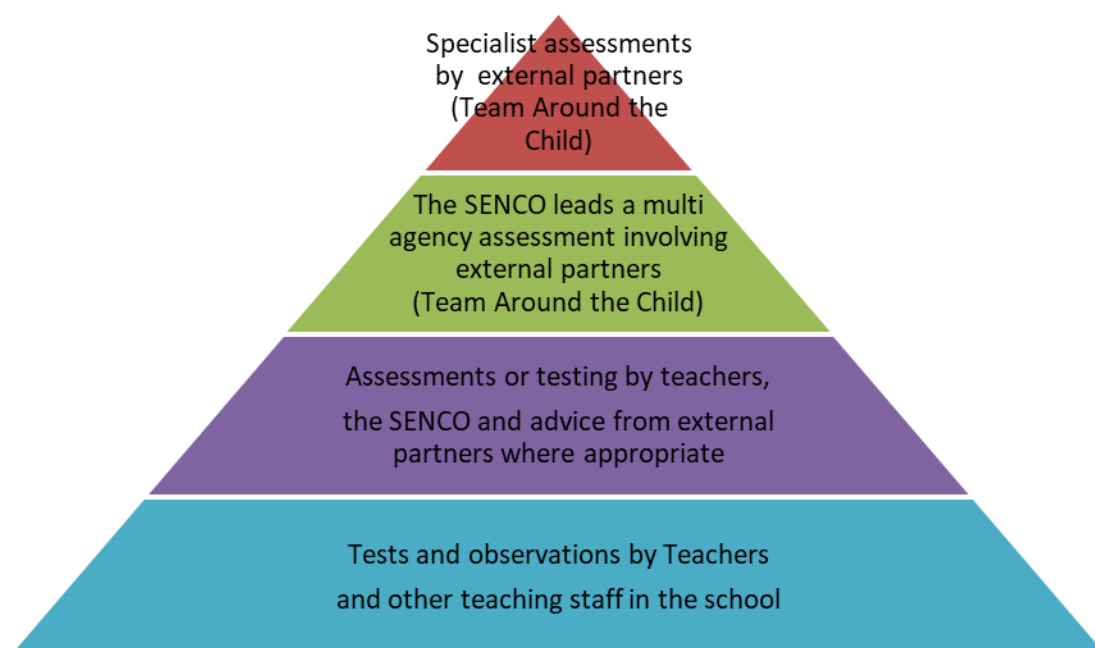 Specialist assessments
by external partners
(Team Around the
Child)
The SENCO leads a multi
agency assessment involving
external partners
(Team Around the Child)
Assessments or testing by teachers,
the SENCO and advice from external
partners where appropriate
Tests and observations by Teachers
and other teaching staff in the school